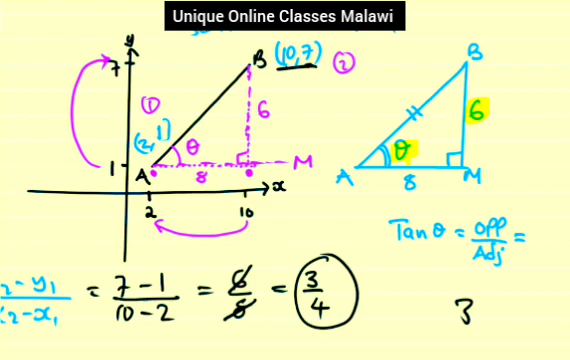 Unique Online Classes Malawi
y
7
B (10,7) ②
①
(2,1)
6
θ
1
A 8 M
x
2 10
B
6
θ
A 8 M
Tan θ = opp/Adj =
y₂-y₁/x₂-x₁ = 7-1/10-2 = 6/8 = 3/4
3